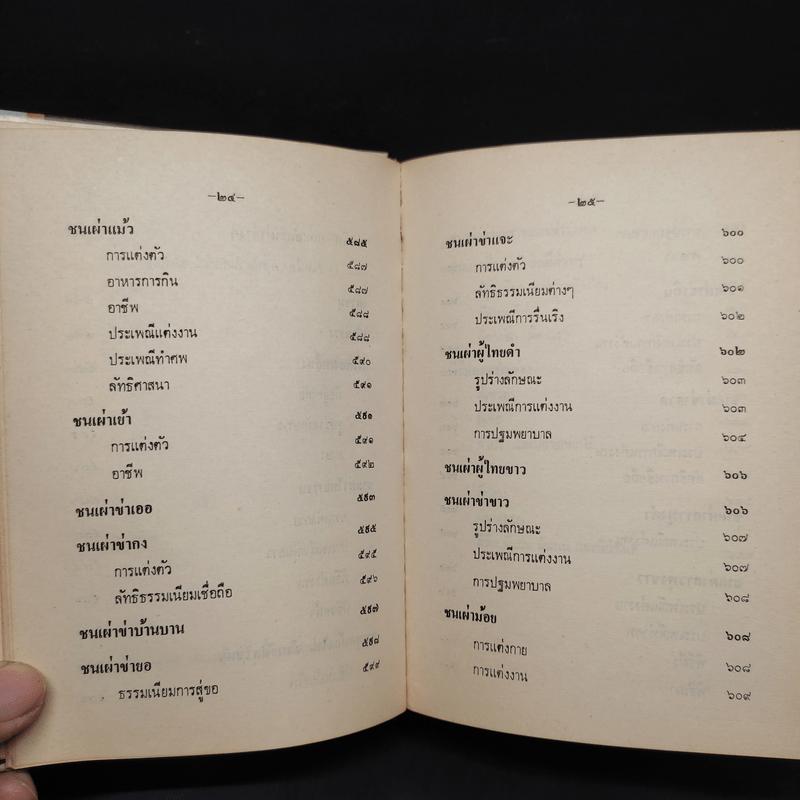 –๒๔–
ชนเผ่าแม้ว ๕๘๕
การแต่งตัว ๕๘๗
อาหารการกิน ๕๘๗
อาชีพ ๕๘๘
ประเพณีแต่งงาน ๕๘๘
ประเพณีทำศพ ๕๙๐
ลัทธิศาสนา ๕๙๑
ชนเผ่าเย้า ๕๙๑
การแต่งตัว ๕๙๑
อาชีพ ๕๙๒
ชนเผ่าข่าเออ ๕๙๓
ชนเผ่าข่ากง ๕๙๕
การแต่งตัว ๕๙๕
ลัทธิธรรมเนียมเชื่อถือ ๕๙๖
ชนเผ่าข่าบ้านบาน ๕๙๗
ชนเผ่าข่ายอ ๕๙๘
ธรรมเนียมการสู่ขอ ๕๙๙
–๒๕–
ชนเผ่าข่าแจะ ๖๐๐
การแต่งตัว ๖๐๐
ลัทธิธรรมเนียมต่างๆ ๖๐๑
ประเพณีการรื่นเริง ๖๐๒
ชนเผ่าผู้ไทยดำ ๖๐๒
รูปร่างลักษณะ ๖๐๓
ประเพณีการแต่งงาน ๖๐๓
การปฐมพยาบาล ๖๐๔
ชนเผ่าผู้ไทยขาว ๖๐๖
ชนเผ่าข่าขาว ๖๐๖
รูปร่างลักษณะ ๖๐๗
ประเพณีการแต่งงาน ๖๐๗
การปฐมพยาบาล ๖๐๘
ชนเผ่าม้อย ๖๐๘
การแต่งกาย ๖๐๘
การแต่งงาน ๖๐๙